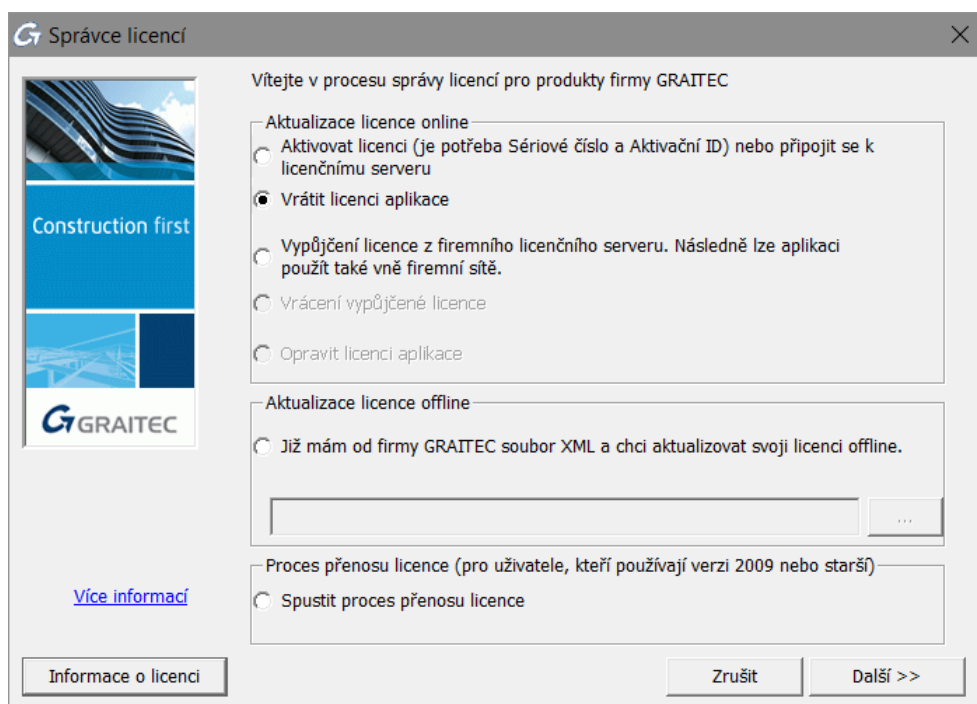 Správce licencí
Vítejte v procesu správy licencí pro produkty firmy GRAITEC
Aktualizace licence online
Aktivovat licenci (je potřeba Sériové číslo a Aktivační ID) nebo připojit se k
licenčnímu serveru
Vrátit licenci aplikace
Construction first
Vypůjčení licence z firemního licenčního serveru. Následně lze aplikaci
použít také vně firemní sítě.
Vrácení vypůjčené licence
Opravit licenci aplikace
GRAITEC
Aktualizace licence offline
Již mám od firmy GRAITEC soubor XML a chci aktualizovat svoji licenci offline.
...
Proces přenosu licence (pro uživatele, kteří používají verzi 2009 nebo starší)
Spustit proces přenosu licence
Více informací
Informace o licenci
Zrušit
Další >>